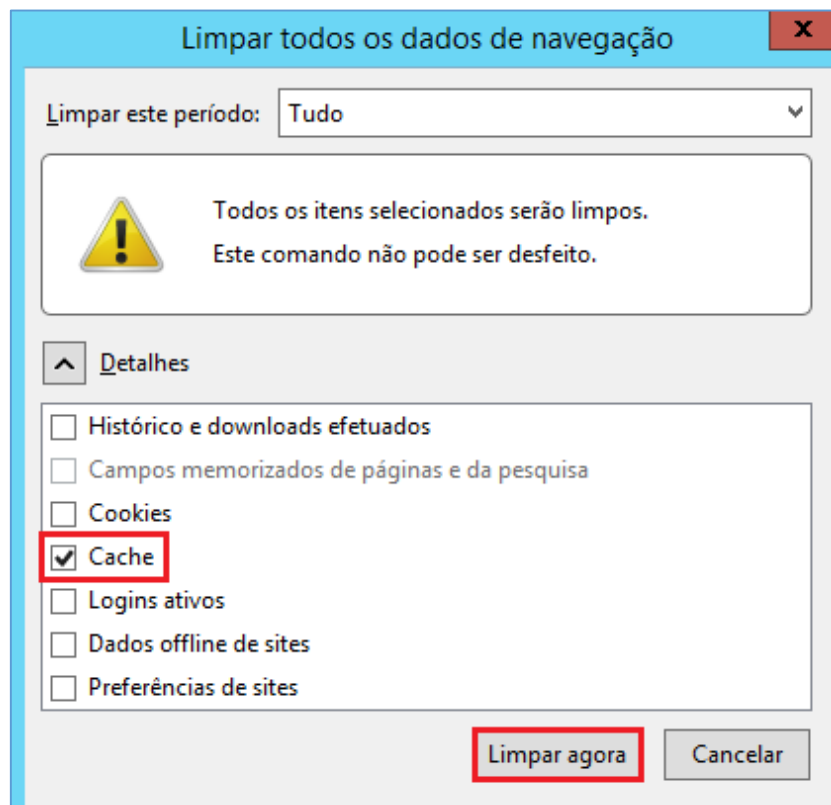 Limpar todos os dados de navegação
x
Limpar este período: Tudo
Todos os itens selecionados serão limpos.
Este comando não pode ser desfeito.
Detalhes
Histórico e downloads efetuados
Campos memorizados de páginas e da pesquisa
Cookies
Cache
Logins ativos
Dados offline de sites
Preferências de sites
Limpar agora Cancelar